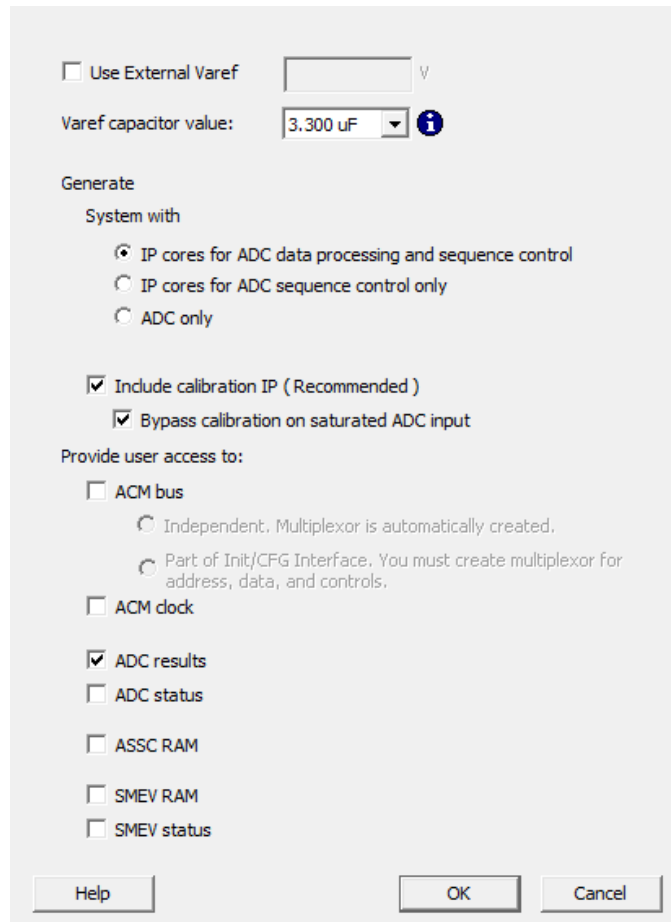 Use External Varef V
Varef capacitor value: 3.300 uF
Generate
System with
IP cores for ADC data processing and sequence control
IP cores for ADC sequence control only
ADC only
Include calibration IP ( Recommended )
Bypass calibration on saturated ADC input
Provide user access to:
ACM bus
Independent. Multiplexor is automatically created.
Part of Init/CFG Interface. You must create multiplexor for
address, data, and controls.
ACM clock
ADC results
ADC status
ASSC RAM
SMEV RAM
SMEV status
Help OK Cancel